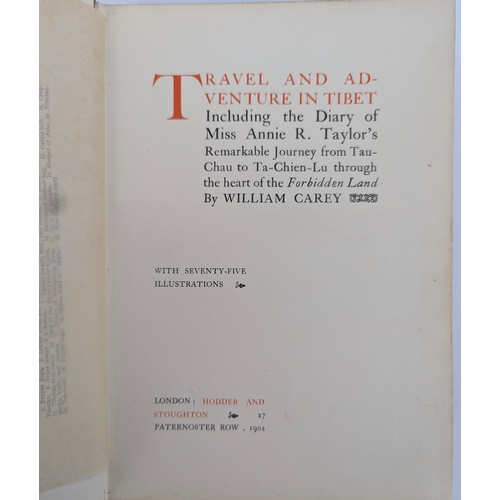 TRAVEL AND AD-
VENTURE IN TIBET
Including the Diary of
Miss Annie R. Taylor's
Remarkable Journey from Tau-
Chau to Ta-Chien-Lu through
the heart of the Forbidden Land
By WILLIAM CAREY
WITH SEVENTY-FIVE
ILLUSTRATIONS
LONDON: HODDER AND
STOUGHTON 27
PATERNOSTER ROW, 1902